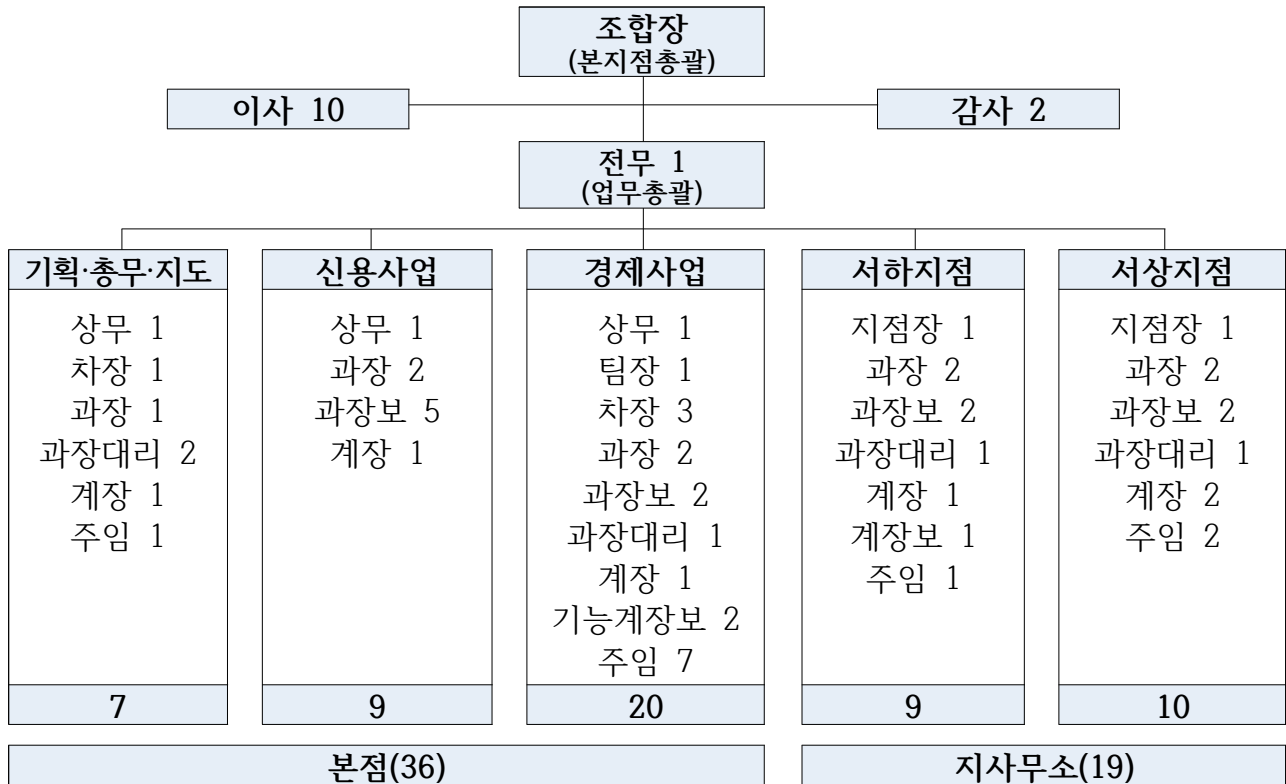 조합장
(본지점총괄)
이사 10
감사 2
전무 1
(업무총괄)
기획·총무·지도
상무 1
차장 1
과장 1
과장대리 2
계장 1
주임 1
7
신용사업
상무 1
과장 2
과장보 5
계장 1
9
경제사업
상무 1
팀장 1
차장 3
과장 2
과장보 2
과장대리 1
계장 1
기능계장보 2
주임 7
20
서하지점
지점장 1
과장 2
과장보 2
과장대리 1
계장 1
계장보 1
주임 1
9
서상지점
지점장 1
과장 2
과장보 2
과장대리 1
계장 2
주임 2
10
본점(36)
지사무소(19)